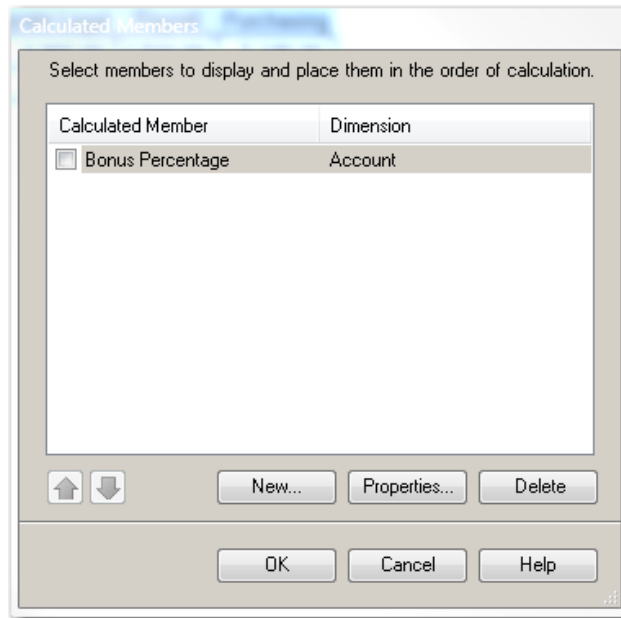 Calculated Members
Purchasing
Select members to display and place them in the order of calculation.
Calculated Member Dimension
Bonus Percentage Account
New... Properties... Delete
OK Cancel Help